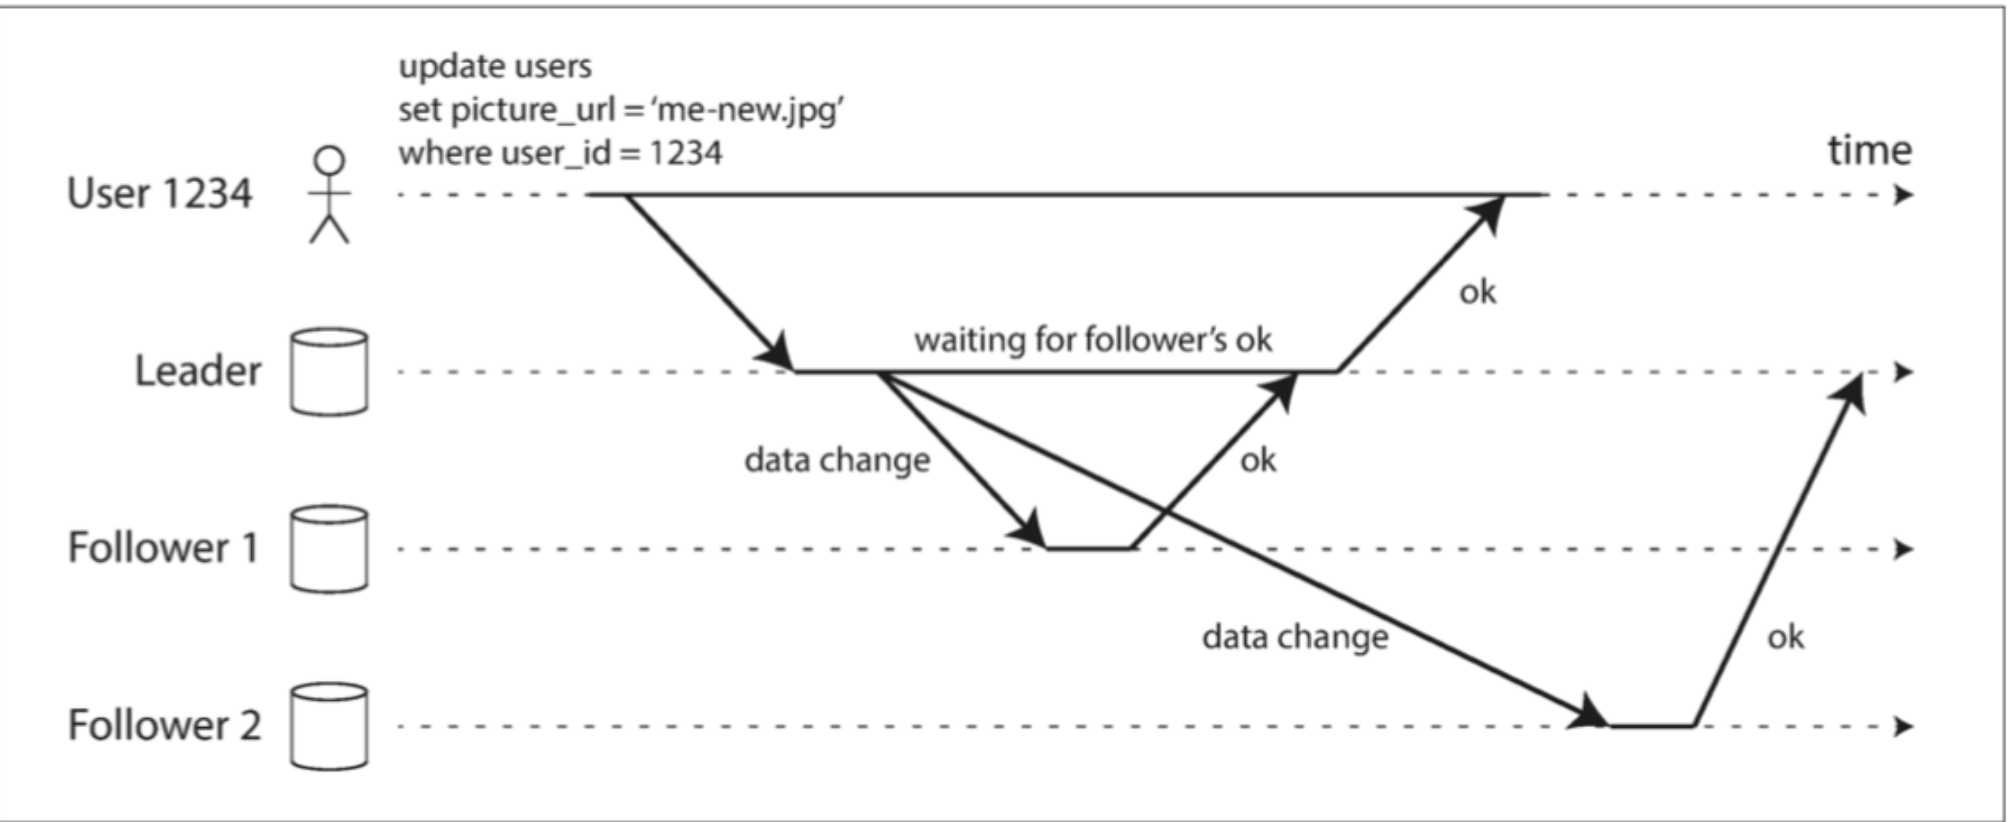 update users
set picture_url = ‘me-new.jpg’
where user_id = 1234
time
User 1234
ok
waiting for follower’s ok
Leader
data change
ok
Follower 1
data change
ok
Follower 2